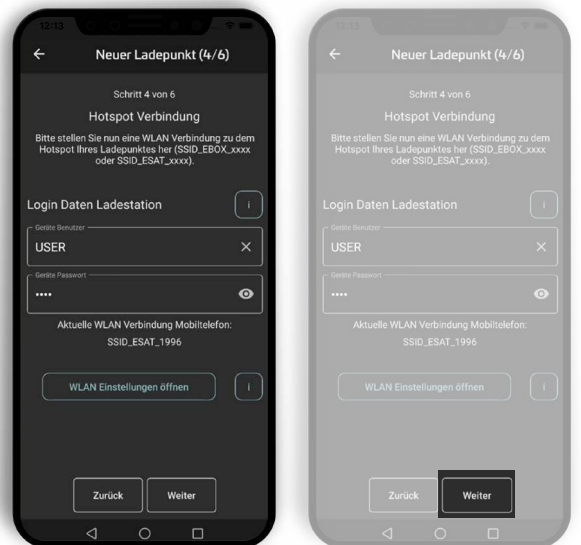 12:13
Neuer Ladepunkt (4/6)
Schritt 4 von 6
Hotspot Verbindung
Bitte stellen Sie nun eine WLAN Verbindung zu dem
Hotspot Ihres Ladepunktes her (SSID_EBOX_xxxx
oder SSID_ESAT_xxxx).
Login Daten Ladestation
i
Geräte Benutzer
USER
Geräte Passwort
••••
Aktuelle WLAN Verbindung Mobiltelefon:
SSID_ESAT_1996
WLAN Einstellungen öffnen
i
Zurück
Weiter
12:13
Neuer Ladepunkt (4/6)
Schritt 4 von 6
Hotspot Verbindung
Bitte stellen Sie nun eine WLAN Verbindung zu dem
Hotspot Ihres Ladepunktes her (SSID_EBOX_xxxx
oder SSID_ESAT_xxxx).
Login Daten Ladestation
i
Geräte Benutzer
USER
Geräte Passwort
••••
Aktuelle WLAN Verbindung Mobiltelefon:
SSID_ESAT_1996
WLAN Einstellungen öffnen
i
Zurück
Weiter